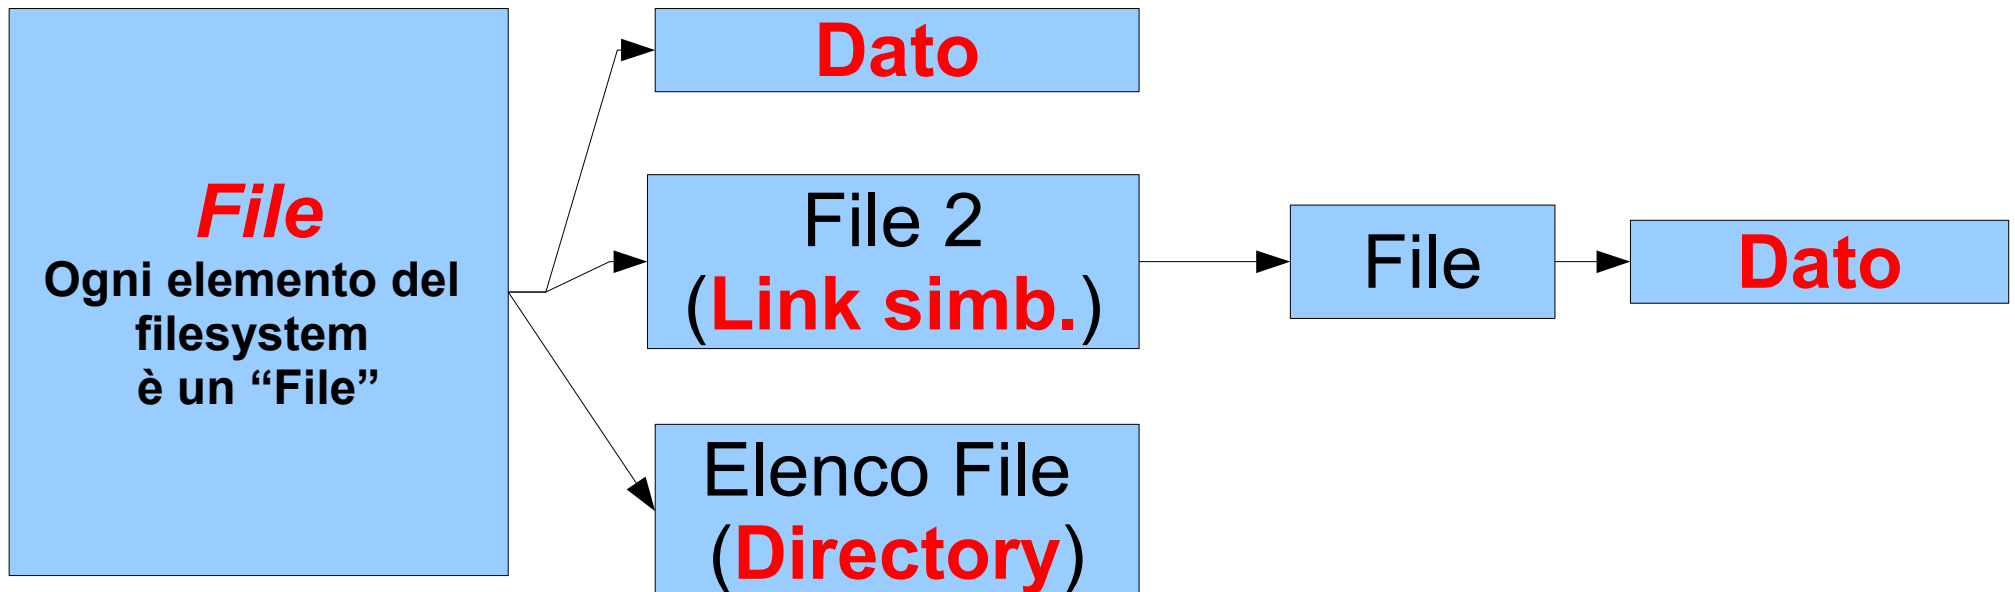 File
Ogni elemento del
filesystem
è un “File”
Dato
File 2
(Link simb.)
File
Dato
Elenco File
(Directory)